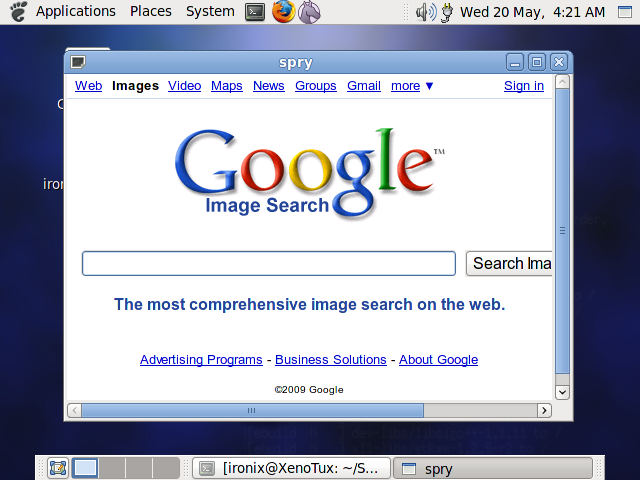 Applications Places System Wed 20 May, 4:21 AM
spry
Web Images Video Maps News Groups Gmail more ▼ Sign in
Google™
Image Search
Search Ima
The most comprehensive image search on the web.
Advertising Programs - Business Solutions - About Google
©2009 Google
[ironix@XenoTux: ~/S... spry